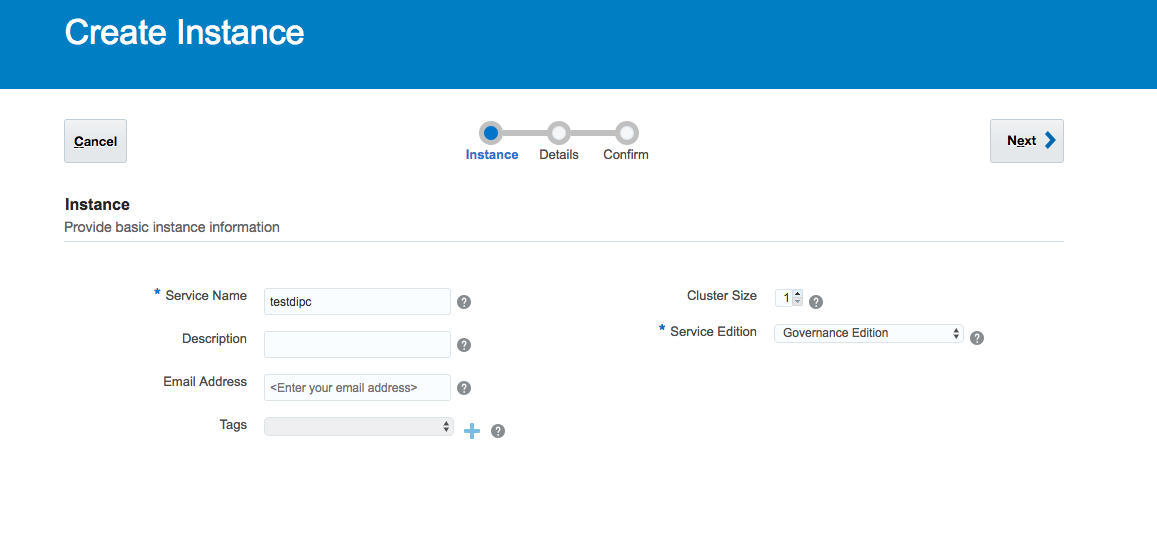 Create Instance
Cancel
Instance
Details
Confirm
Next
Instance
Provide basic instance information
* Service Name
testdipc
?
Cluster Size
1
?
Description
?
* Service Edition
Governance Edition
?
Email Address
<Enter your email address>
?
Tags
?